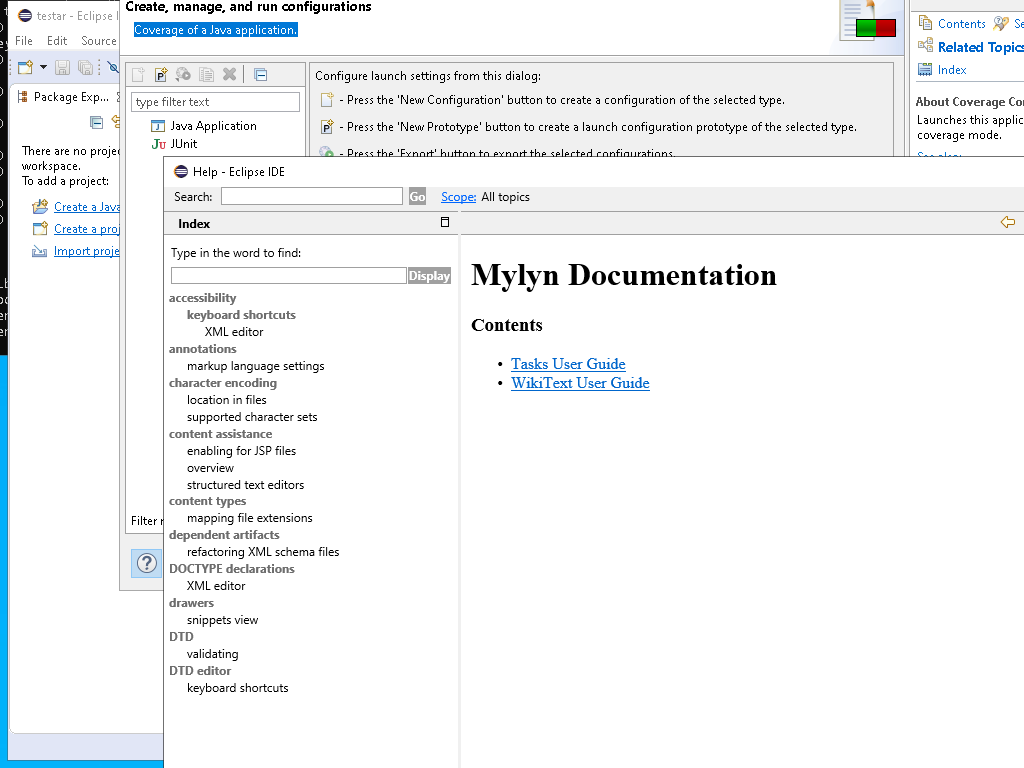 testar - Eclipse I
File Edit Source
Package Exp...
There are no projec
workspace.
To add a project:
Create a Java
Create a proj
Import proje
Create, manage, and run configurations
Coverage of a Java application.
type filter text
Java Application
JUnit
Filter
Configure launch settings from this dialog:
- Press the 'New Configuration' button to create a configuration of the selected type.
- Press the 'New Prototype' button to create a launch configuration prototype of the selected type.
- Press the 'Export' button to export the selected configurations.
Contents Se
Related Topics
Index
About Coverage Co
Launches this applic
coverage mode.
See also:
Help - Eclipse IDE
Search: Go Scope: All topics
Index
Type in the word to find:
Display
accessibility
keyboard shortcuts
XML editor
annotations
markup language settings
character encoding
location in files
supported character sets
content assistance
enabling for JSP files
overview
structured text editors
content types
mapping file extensions
dependent artifacts
refactoring XML schema files
DOCTYPE declarations
XML editor
drawers
snippets view
DTD
validating
DTD editor
keyboard shortcuts
Mylyn Documentation
Contents
• Tasks User Guide
• WikiText User Guide